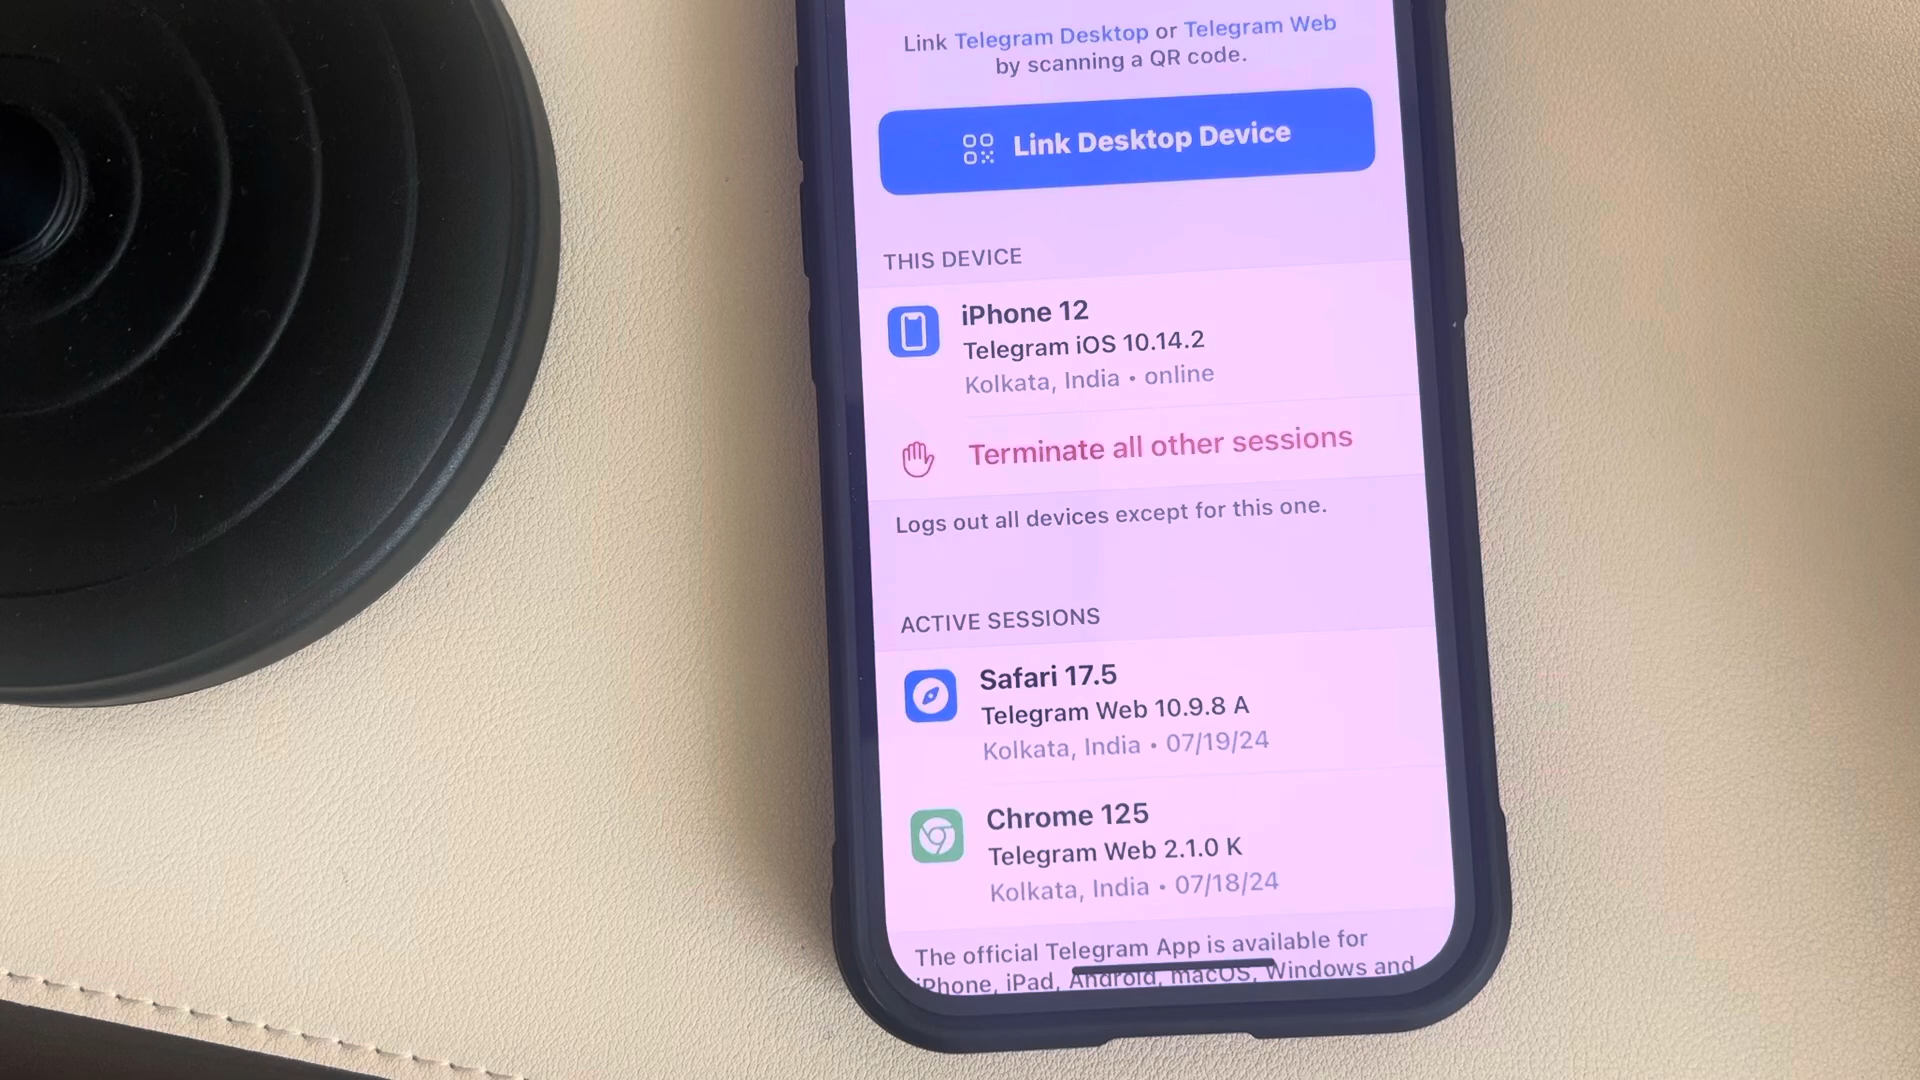 Link Telegram Desktop or Telegram Web
by scanning a QR code.
Link Desktop Device
THIS DEVICE
iPhone 12
Telegram iOS 10.14.2
Kolkata, India • online
Terminate all other sessions
Logs out all devices except for this one.
ACTIVE SESSIONS
Safari 17.5
Telegram Web 10.9.8 A
Kolkata, India • 07/19/24
Chrome 125
Telegram Web 2.1.0 K
Kolkata, India • 07/18/24
The official Telegram App is available for
iPhone, iPad, Android, macOS, Windows and